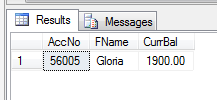 Results Messages
AccNo FName CurrBal
1 56005 Gloria 1900.00